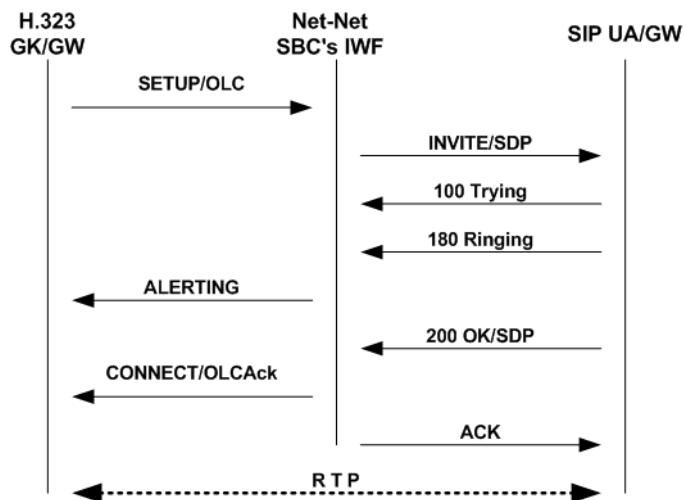 H.323
GK/GW
Net-Net
SBC's IWF
SIP UA/GW
SETUP/OLC
INVITE/SDP
100 Trying
180 Ringing
ALERTING
200 OK/SDP
CONNECT/OLCAck
ACK
R T P